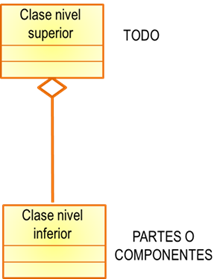 Clase nivel
superior
TODO
Clase nivel
inferior
PARTES O
COMPONENTES